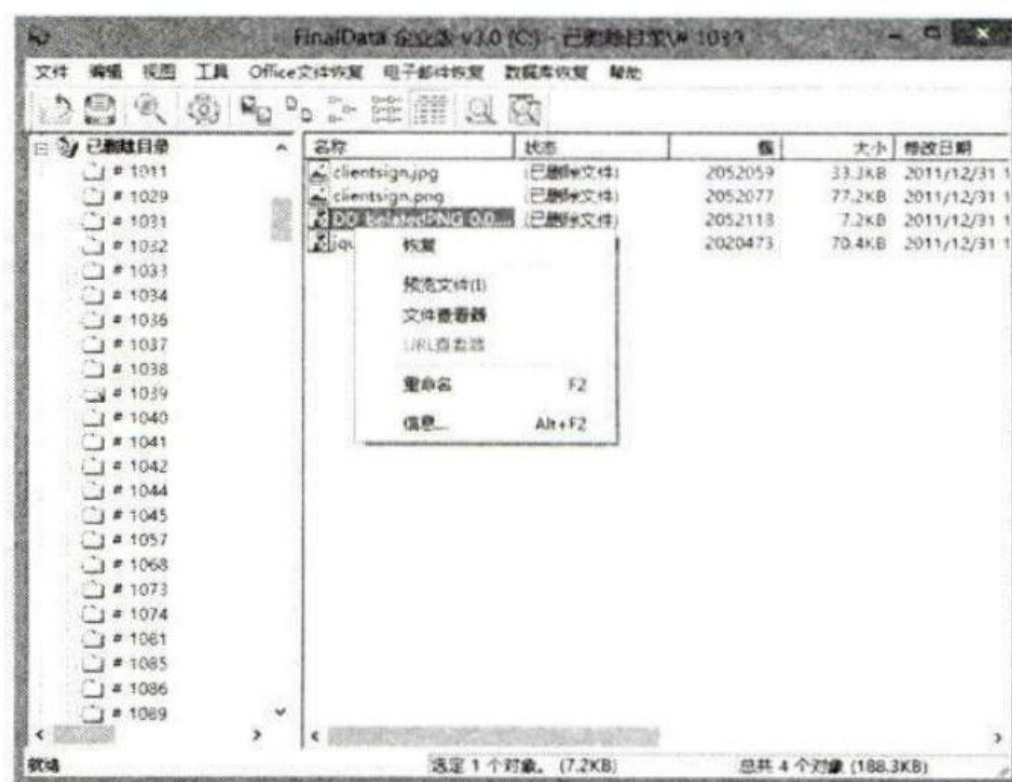 FinalData 企业版 v3.0 (C:) - 已删除目录\# 1039
文件 编辑 视图 工具 Office文件恢复 电子邮件恢复 数据库恢复 帮助
已删除目录
# 1011
# 1029
# 1031
# 1032
# 1033
# 1034
# 1036
# 1037
# 1038
# 1039
# 1040
# 1041
# 1042
# 1044
# 1045
# 1057
# 1068
# 1073
# 1074
# 1081
# 1085
# 1086
# 1089
名称 状态 簇 大小 修改日期
clientsign.jpg (已删除文件) 2052059 33.3KB 2011/12/31 1
clientsign.png (已删除文件) 2052077 77.2KB 2011/12/31 1
DD_belatedPNG_0.0... (已删除文件) 2052113 7.2KB 2011/12/31 1
jqu 2020473 70.4KB 2011/12/31 1
恢复
预览文件(I)
文件查看器
URL查看器
重命名 F2
信息... Alt+F2
就绪 选定 1 个对象。 (7.2KB) 总共 4 个对象 (188.3KB)